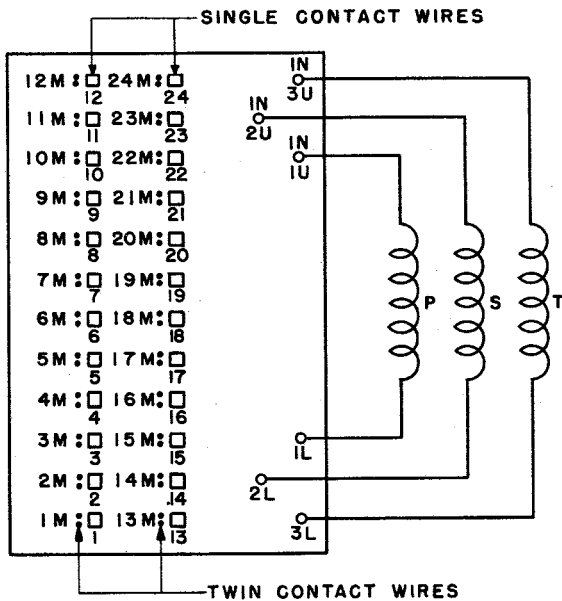 SINGLE CONTACT WIRES
12M 24M IN
12 24 3U
11M 23M IN
11 23 2U
10M 22M IN
10 22 1U
9M 21M
9 21
8M 20M
8 20
7M 19M
7 19
P S T
6M 18M
6 18
5M 17M
5 17
4M 16M
4 16
3M 15M
3 15 1L
2M 14M
2 14 2L
1M 13M
1 13 3L
TWIN CONTACT WIRES